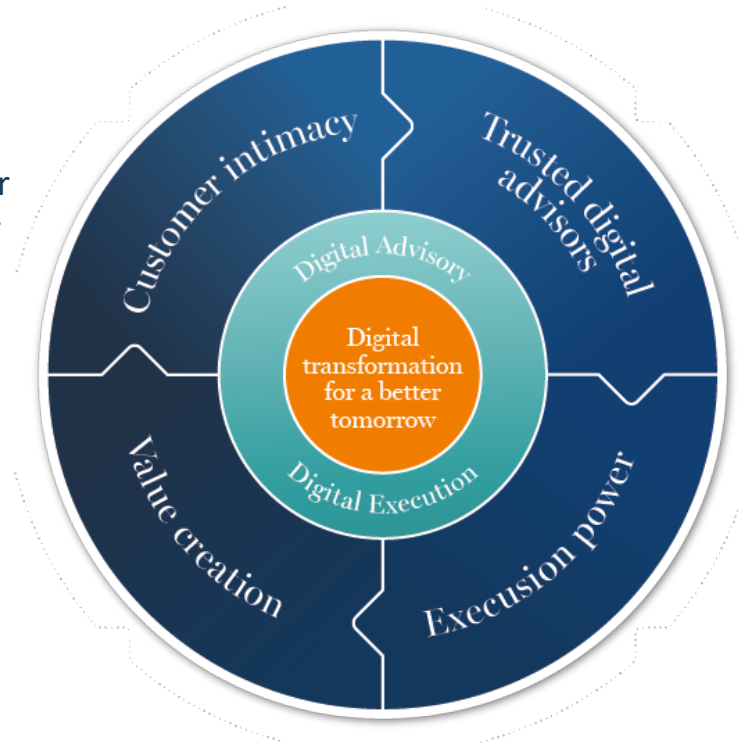 Customer intimacy
Trusted digital
advisors
Digital Advisory
Digital
transformation
for a better
tomorrow
Digital Execution
Value creation
Execusion power